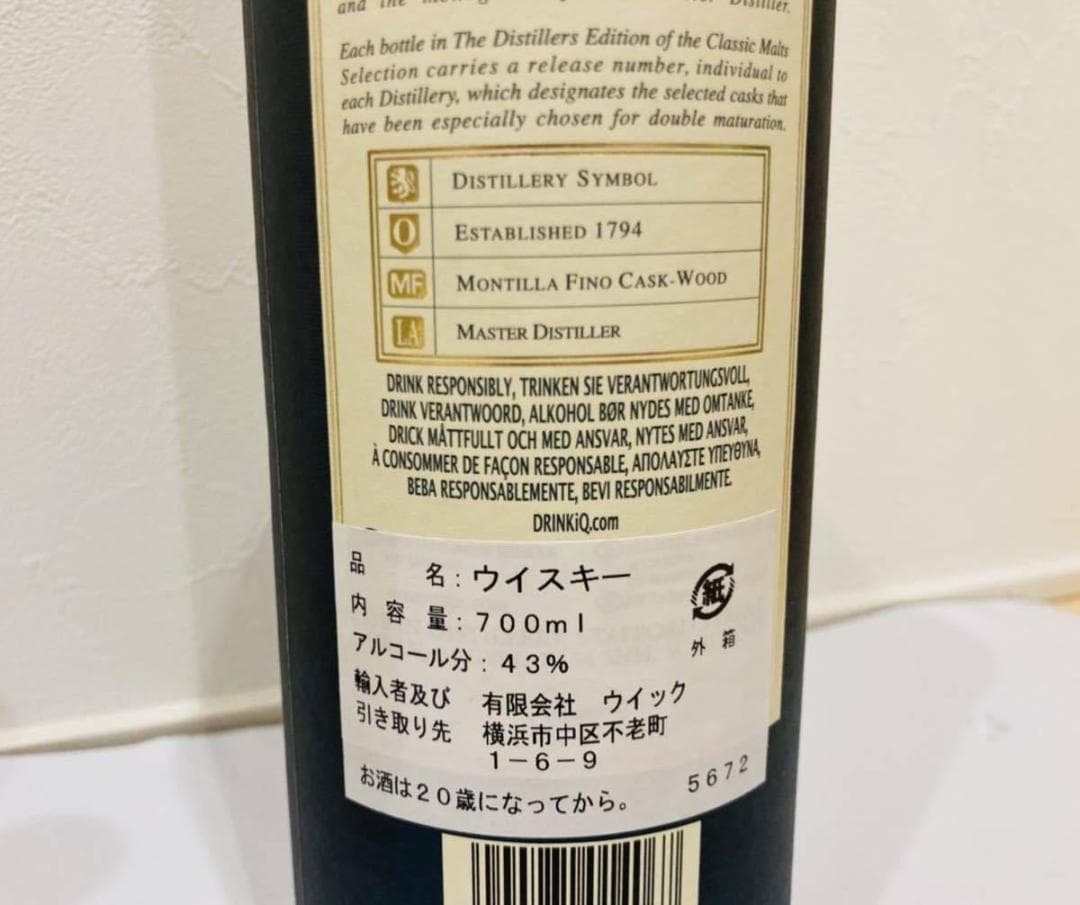 and the
Distiller.
Each bottle in The Distillers Edition of the Classic Malts
Selection carries a release number, individual to
each Distillery, which designates the selected casks that
have been especially chosen for double maturation.
DISTILLERY SYMBOL
O ESTABLISHED 1794
MF MONTILLA FINO CASK-WOOD
LA MASTER DISTILLER
DRINK RESPONSIBLY, TRINKEN SIE VERANTWORTUNGSVOLL,
DRINK VERANTWOORD, ALKOHOL BØR NYDES MED OMTANKE,
DRICK MÅTTFULLT OCH MED ANSVAR, NYTES MED ANSVAR,
À CONSOMMER DE FAÇON RESPONSABLE, ΑΠΟΛΑΥΣΤΕ ΥΠΕΥΘΥΝΑ,
BEBA RESPONSABLEMENTE, BEVI RESPONSABILMENTE.
DRINKiQ.com
品名:ウイスキー
内容量:700ml
アルコール分:43%
紙
外箱
輸入者及び 有限会社 ウイック
引き取り先 横浜市中区不老町
1-6-9
お酒は20歳になってから。 5672